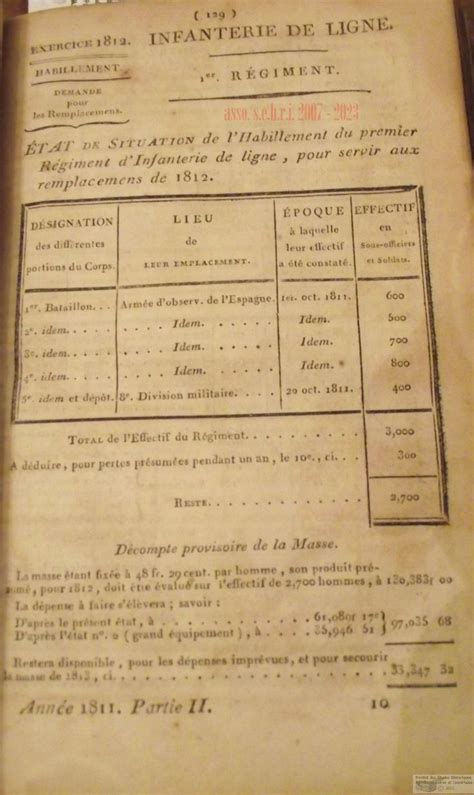 ( 129 )
EXERCICE 1812.
INFANTERIE DE LIGNE.
HABILLEMENT.
1er. RÉGIMENT.
DEMANDE
pour
les Remplacemens.
asso. s.e.h.r.i. 2007 - 2023
ÉTAT DE SITUATION de l'Habillement du premier
Régiment d'Infanterie de ligne, pour servir aux
remplacemens de 1812.
DÉSIGNATION
des différentes
portions du Corps.
LIEU
de
LEUR EMPLACEMENT.
ÉPOQUE
à laquelle
leur effectif
a été constaté.
EFFECTIF
en
Sous-officiers
et Soldats.
1er. Bataillon. . . Armée d'observ. de l'Espagne. 1er. oct. 1811. 600
2e. idem. . . . . . . Idem. . . . . Idem. 500
3e. idem. . . . . . . Idem. . . . . Idem. 700
4e. idem. . . . . . . Idem. . . . . Idem. 800
5e. idem et dépôt. 8e. Division militaire. . . . 20 oct. 1811. 400
TOTAL de l'Effectif du Régiment. . . . . . . . . 3,000
A déduire, pour pertes présumées pendant un an, le 10e., ci. . . 300
RESTE. . . . . . . . . 2,700
Décompte provisoire de la Masse.
La masse étant fixée à 48 fr. 29 cent. par homme, son produit pré-
sumé, pour 1812, doit être évalué sur l'effectif de 2,700 hommes, à 130,383f 00
La dépense à faire s'élèvera; savoir :
D'après le présent état, à . . . . . . . . 61,089f 17c
D'après l'état n°. 2 (grand équipement), à . . 35,946 51 } 97,035 68
Restera disponible, pour les dépenses imprévues, et pour secourir
la masse de 1813, ci. . . . . . . . . . 33,347 32
Année 1811. Partie II.
10